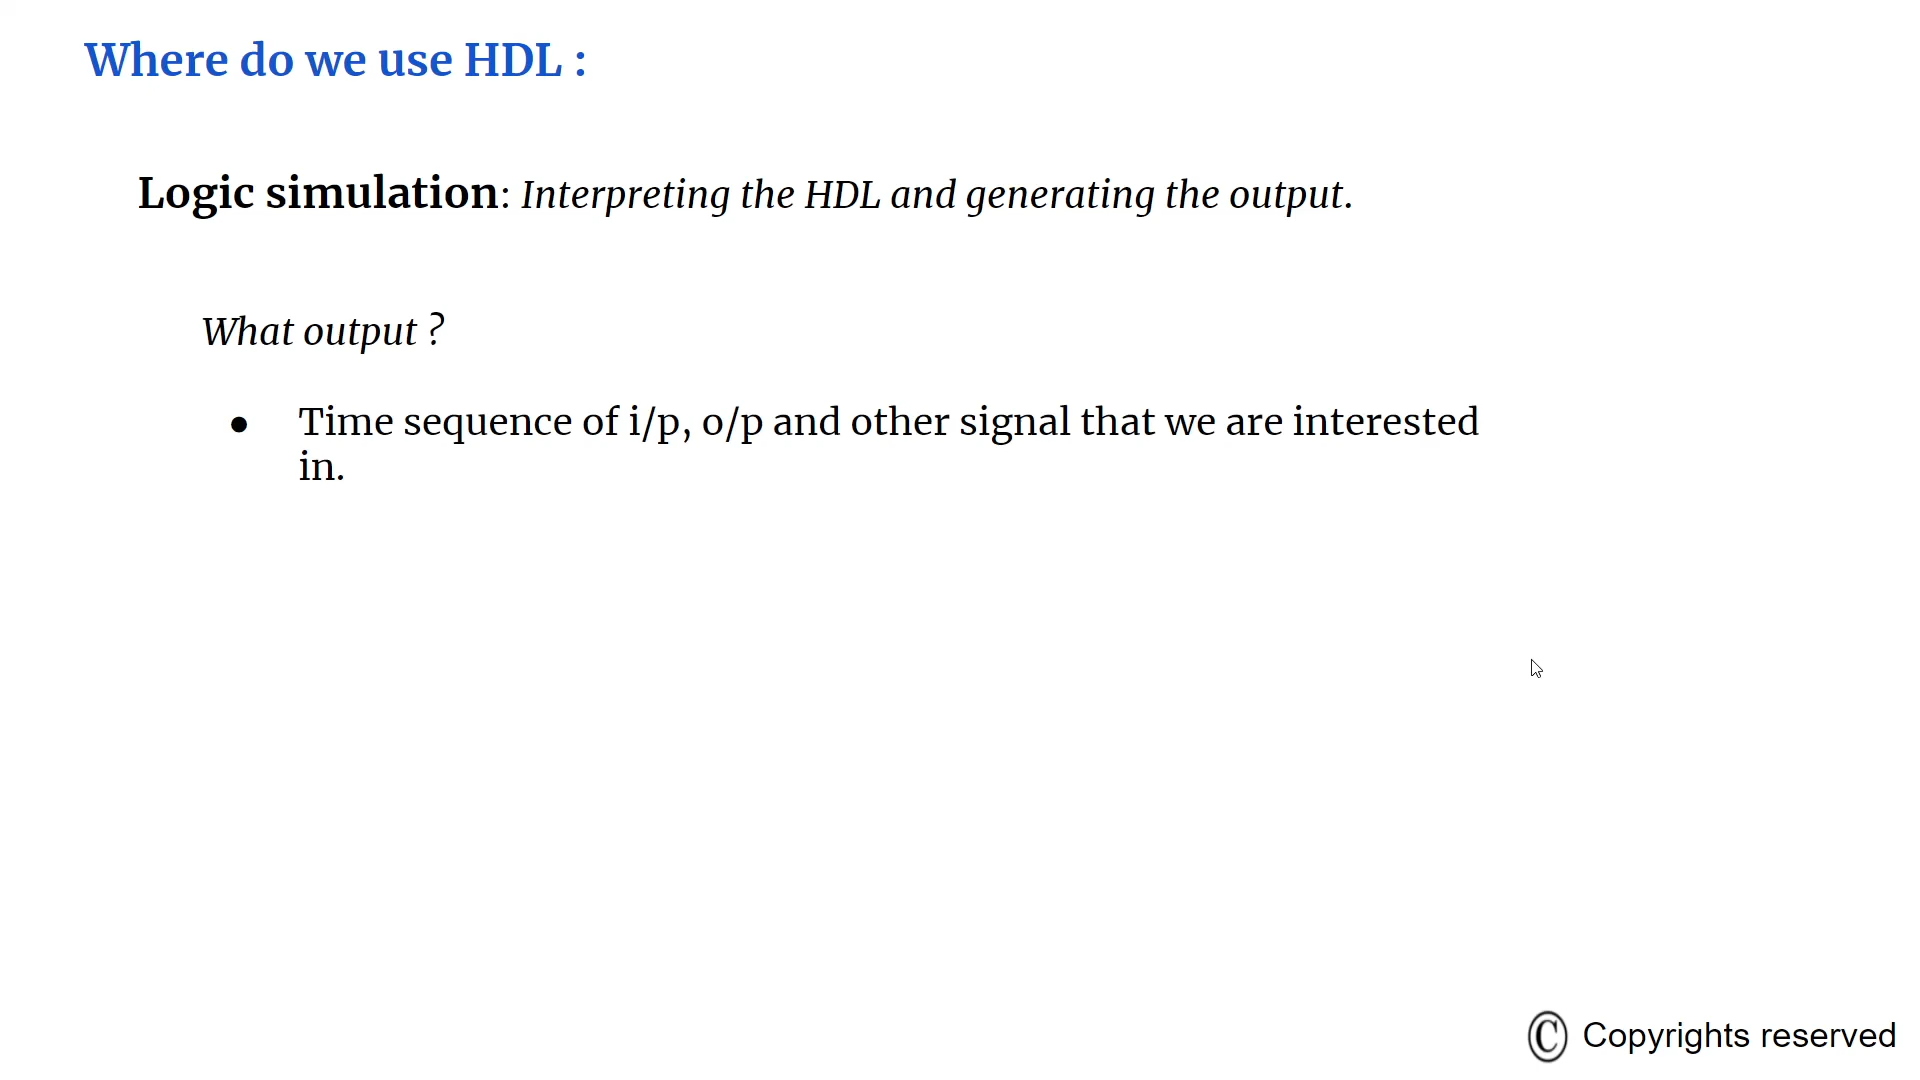 Where do we use HDL :
Logic simulation: Interpreting the HDL and generating the output.
What output ?
● Time sequence of i/p, o/p and other signal that we are interested
in.
© Copyrights reserved